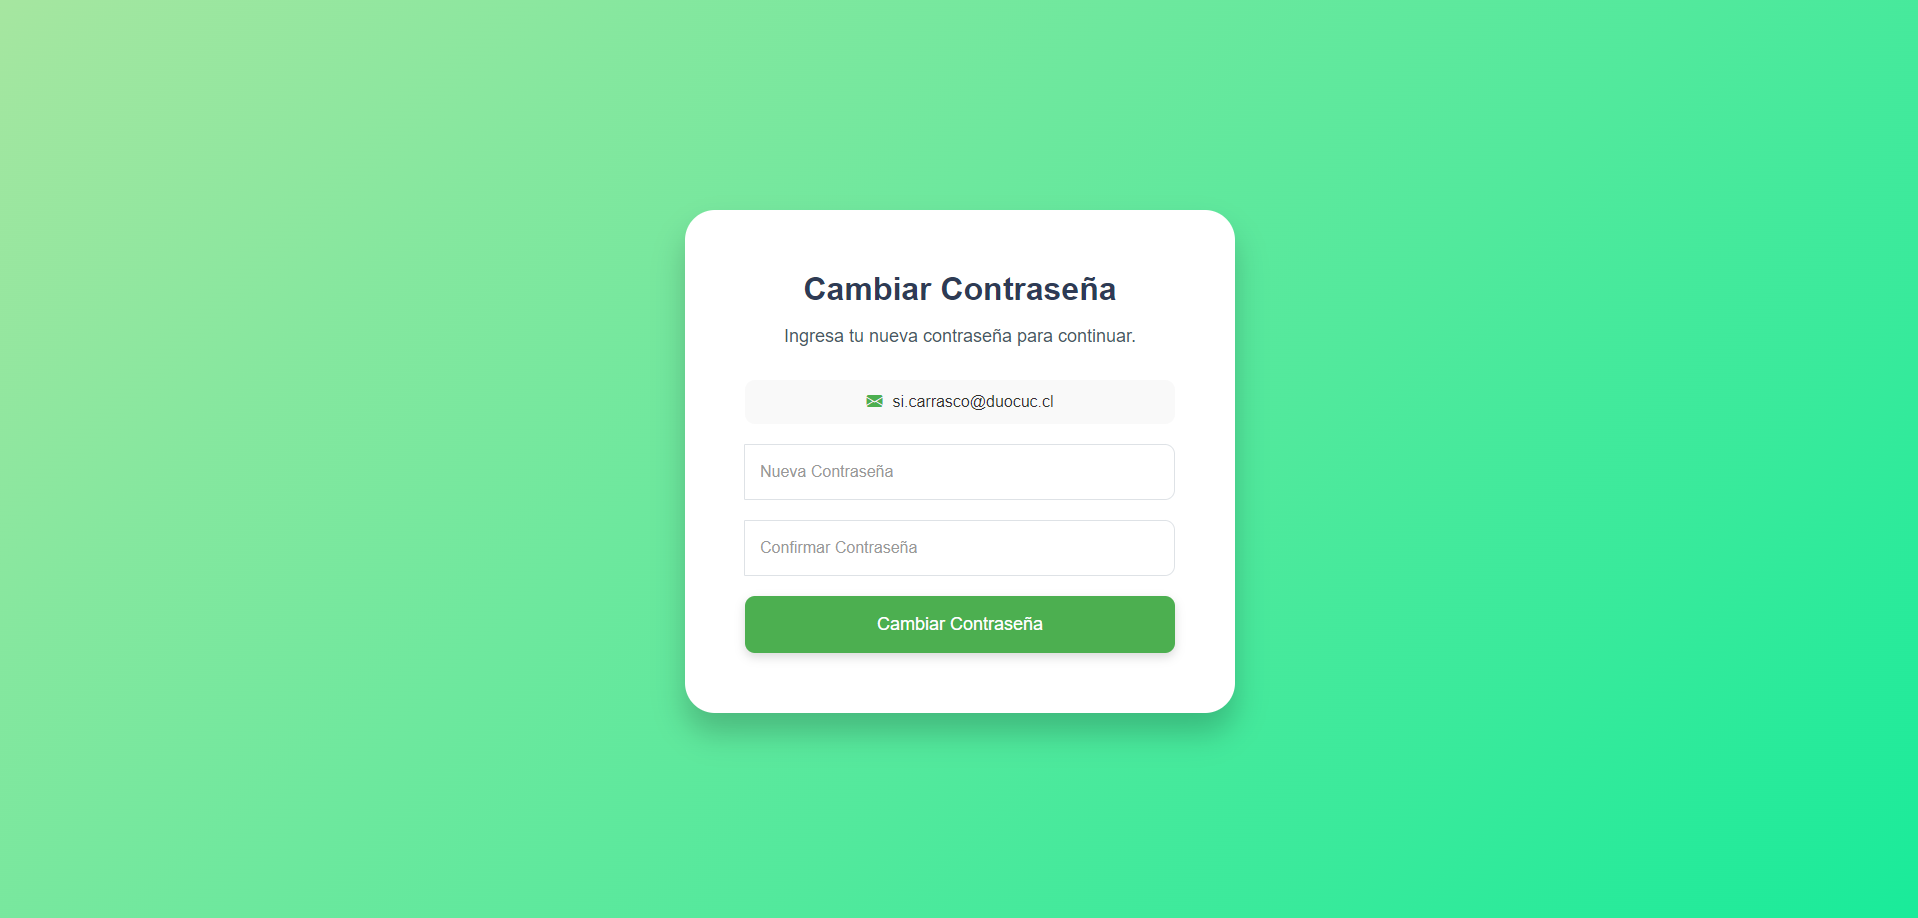 Cambiar Contraseña
Ingresa tu nueva contraseña para continuar.
si.carrasco@duocuc.cl
Nueva Contraseña
Confirmar Contraseña
Cambiar Contraseña